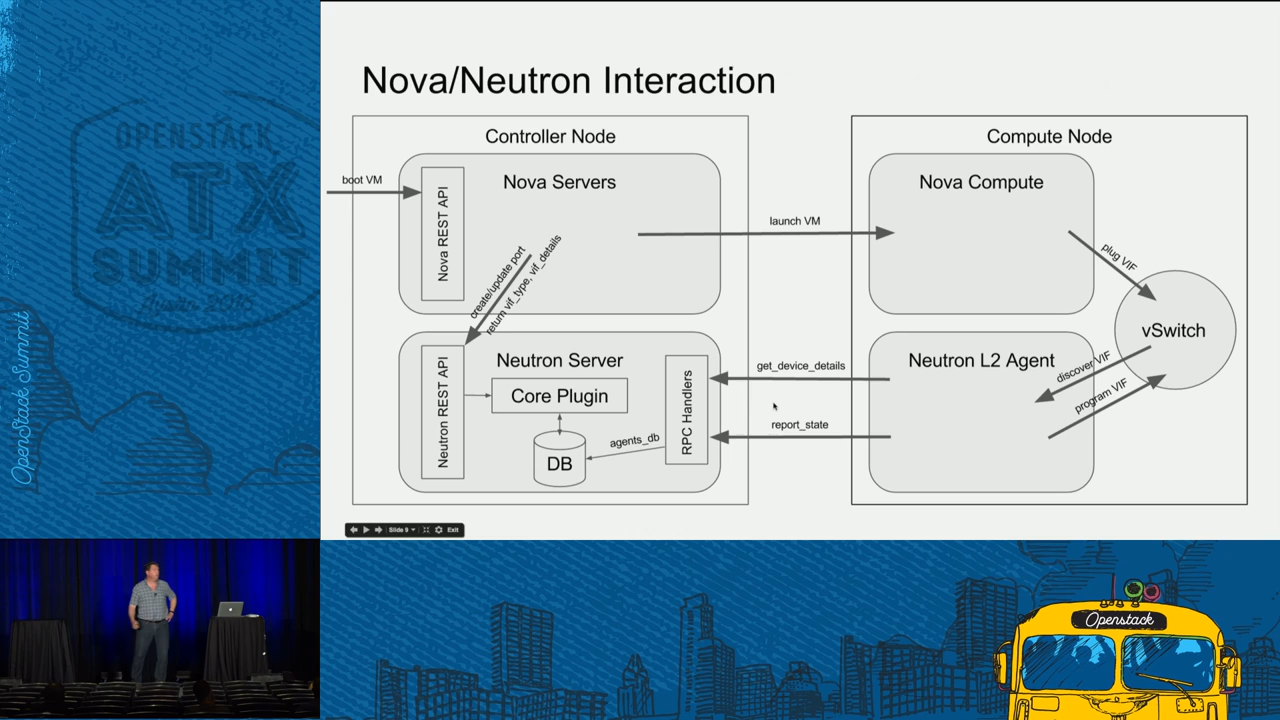 OPENSTACK
ATX
SUMMIT
OpenStack Summit
Nova/Neutron Interaction
Controller Node
Compute Node
boot VM
Nova REST API
Nova Servers
launch VM
Nova Compute
create/update port
return vif_type, vif_details
plug VIF
vSwitch
Neutron REST API
Neutron Server
Core Plugin
DB
agents_db
RPC Handlers
get_device_details
report_state
Neutron L2 Agent
discover VIF
program VIF
Slide 9
Exit
Openstack